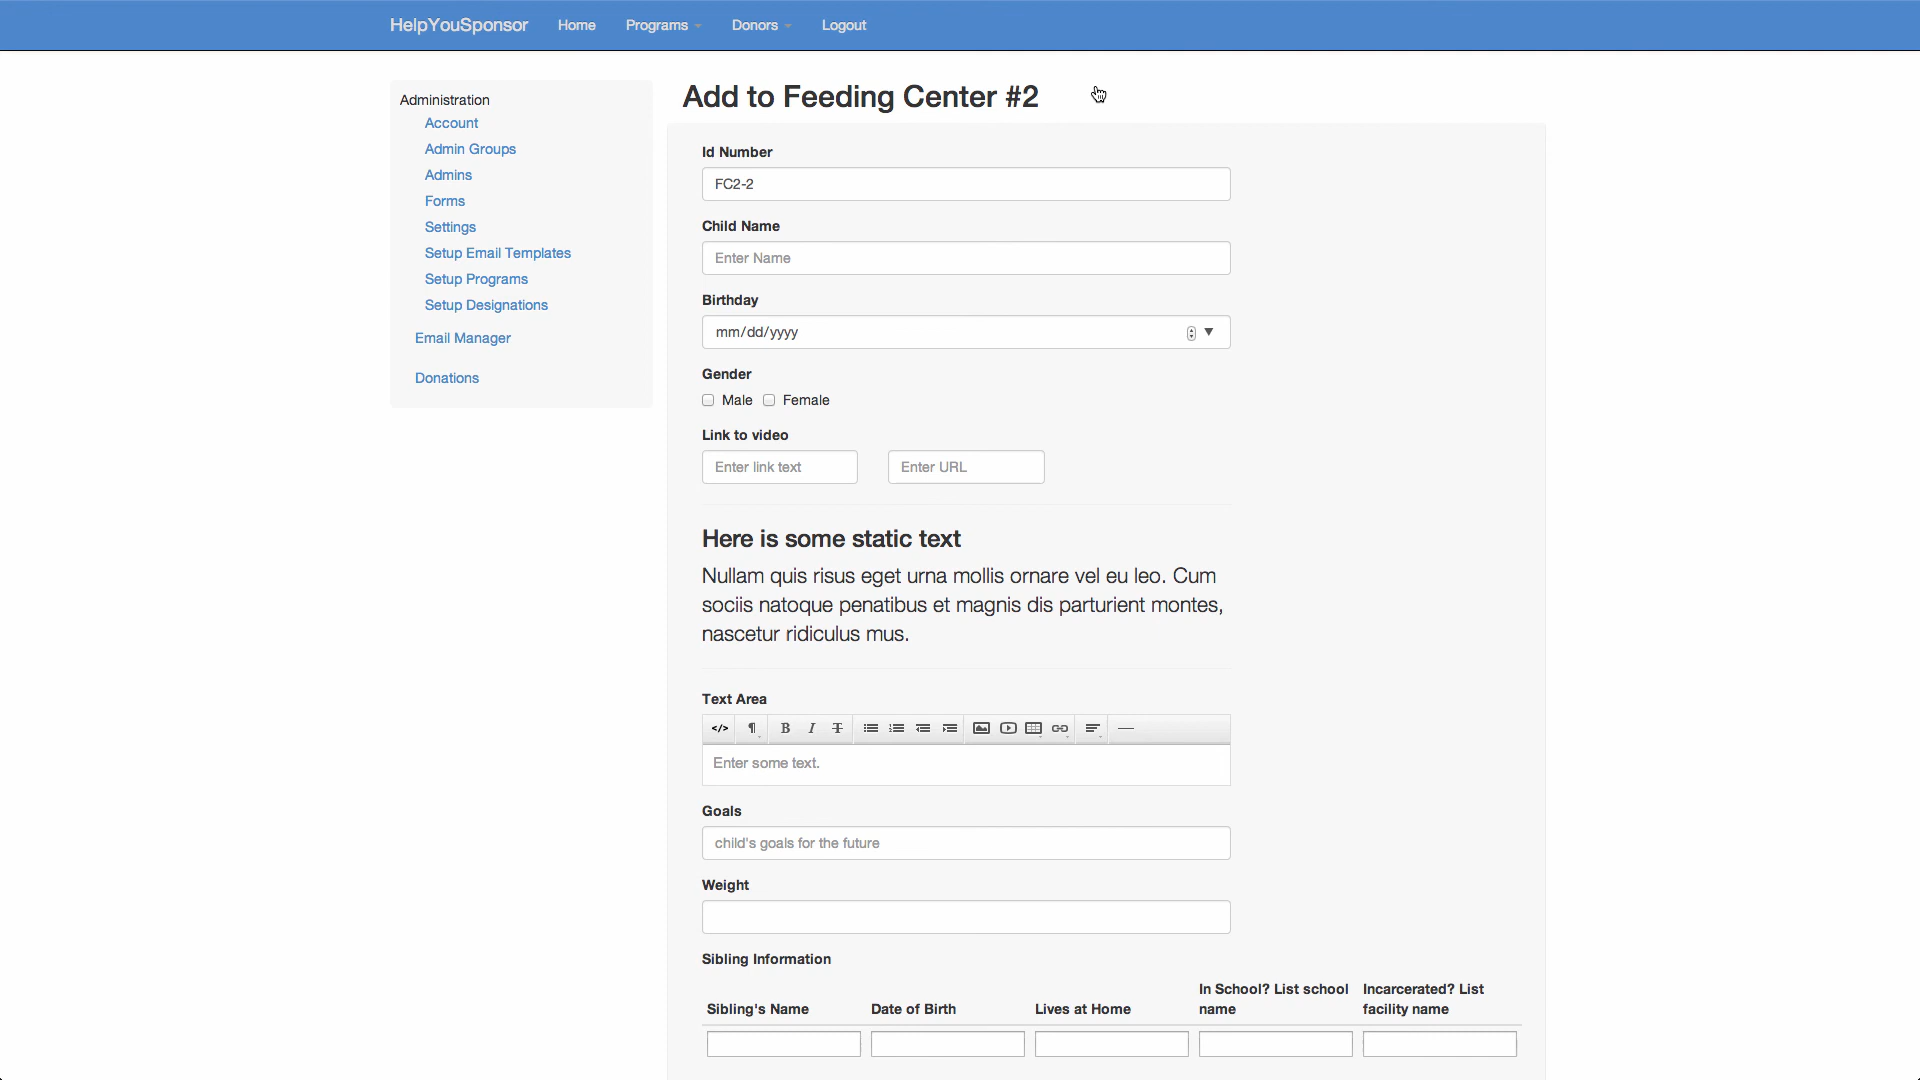 HelpYouSponsor Home Programs Donors Logout
Administration
Account
Admin Groups
Admins
Forms
Settings
Setup Email Templates
Setup Programs
Setup Designations
Email Manager
Donations
Add to Feeding Center #2
Id Number
FC2-2
Child Name
Enter Name
Birthday
mm/dd/yyyy
Gender
Male Female
Link to video
Enter link text Enter URL
Here is some static text
Nullam quis risus eget urna mollis ornare vel eu leo. Cum
sociis natoque penatibus et magnis dis parturient montes,
nascetur ridiculus mus.
Text Area
Enter some text.
Goals
child's goals for the future
Weight
Sibling Information
Sibling's Name Date of Birth Lives at Home In School? List school name Incarcerated? List facility name